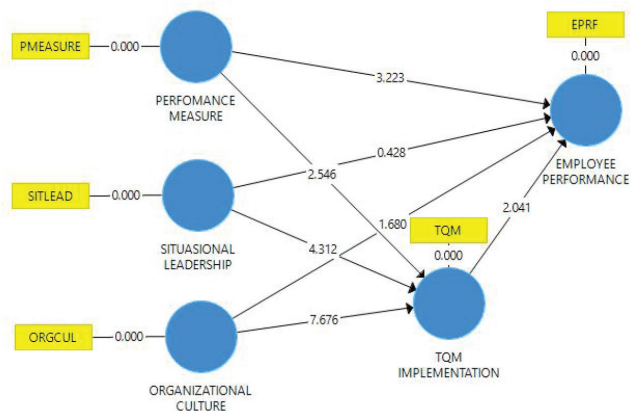 EPRF
0.000
PMEASURE
0.000
PERFOMANCE
MEASURE
3.223
EMPLOYEE
PERFORMANCE
SITLEAD
0.000
SITUASIONAL
LEADERSHIP
0.428
2.546
1.680
2.041
TQM
0.000
4.312
ORGCUL
0.000
ORGANIZATIONAL
CULTURE
7.676
TQM
IMPLEMENTATION